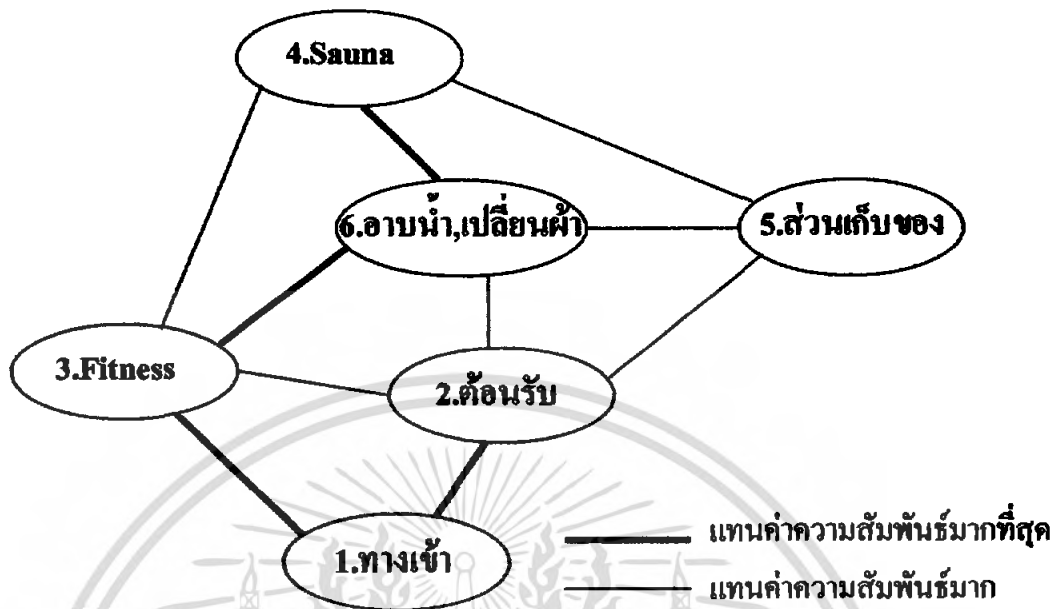 4.Sauna
6.อาบน้ำ,เปลี่ยนผ้า
5.ส่วนเก็บของ
3.Fitness
2.ต้อนรับ
1.ทางเข้า
แทนค่าความสัมพันธ์มากที่สุด
แทนค่าความสัมพันธ์มาก